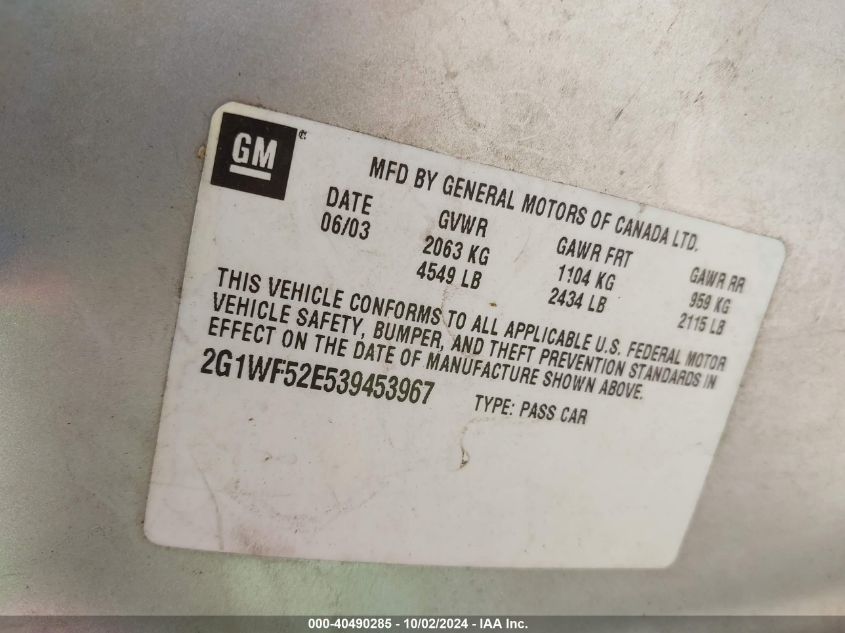 GM
MFD BY GENERAL MOTORS OF CANADA LTD.
DATE GVWR GAWR FRT GAWR RR
06/03 2063 KG 1104 KG 959 KG
4549 LB 2434 LB 2115 LB
THIS VEHICLE CONFORMS TO ALL APPLICABLE U.S. FEDERAL MOTOR
VEHICLE SAFETY, BUMPER, AND THEFT PREVENTION STANDARDS IN
EFFECT ON THE DATE OF MANUFACTURE SHOWN ABOVE.
2G1WF52E539453967 TYPE: PASS CAR
000-40490285 - 10/02/2024 - IAA Inc.